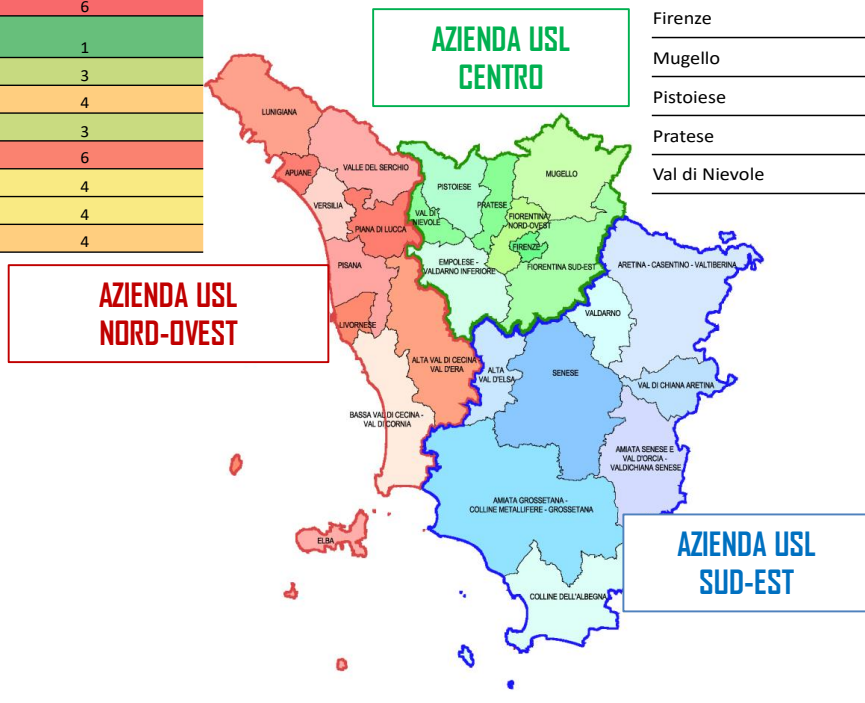 6
1
3
4
3
6
4
4
4
AZIENDA USL
CENTRO
Firenze
Mugello
Pistoiese
Pratese
Val di Nievole
LUNIGIANA
APUANE
VALLE DEL SERCHIO
VERSILIA
PIANA DI LUCCA
PISANA
LIVORNESE
ALTA VAL DI CECINA -
VAL D'ERA
BASSA VAL DI CECINA -
VAL DI CORNIA
ELBA
PISTOIESE
VAL DI
NIEVOLE
PRATESE
MUGELLO
FIORENTINA
NORD-OVEST
FIRENZE
EMPOLESE -
VALDARNO INFERIORE
FIORENTINA SUD-EST
ARETINA - CASENTINO - VALTIBERINA
VALDARNO
ALTA
VAL D'ELSA
SENESE
VAL DI CHIANA ARETINA
AMIATA SENESE E
VAL D'ORCIA -
VALDICHIANA SENESE
AMIATA GROSSETANA -
COLLINE METALLIFERE - GROSSETANA
COLLINE DELL'ALBEGNA
AZIENDA USL
NORD-OVEST
AZIENDA USL
SUD-EST